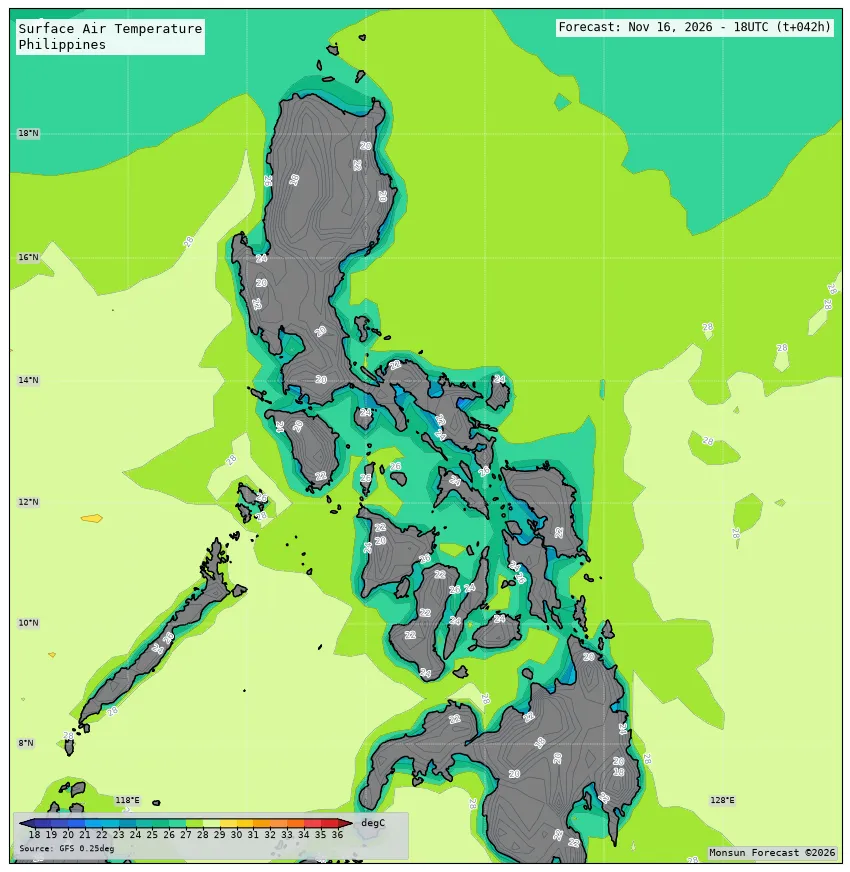 Surface Air Temperature
Philippines
Forecast: Nov 16, 2026 - 18UTC (t+042h)
18°N
16°N
14°N
12°N
10°N
8°N
118°E
128°E
18 19 20 21 22 23 24 25 26 27 28 29 30 31 32 33 34 35 36
degC
Source: GFS 0.25deg
Monsun Forecast ©2026